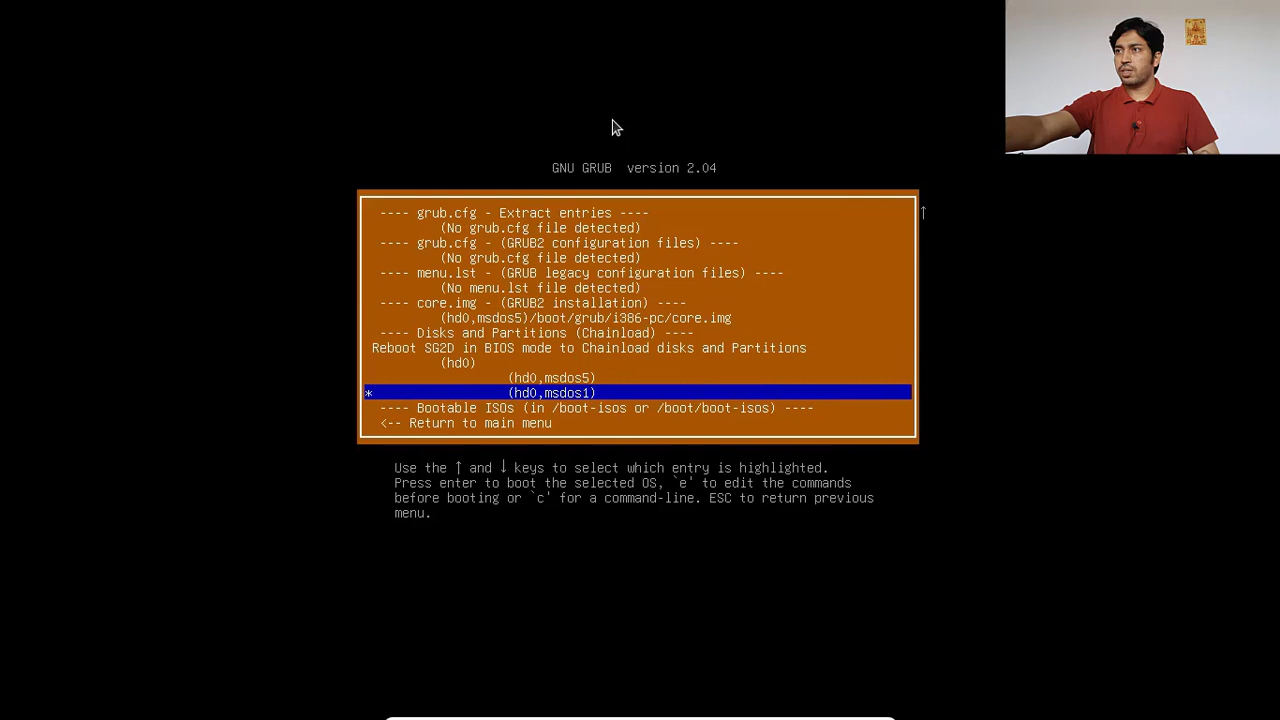 GNU GRUB  version 2.04
---- grub.cfg - Extract entries ----
(No grub.cfg file detected)
---- grub.cfg - (GRUB2 configuration files) ----
(No grub.cfg file detected)
---- menu.lst - (GRUB legacy configuration files) ----
(No menu.lst file detected)
---- core.img - (GRUB2 installation) ----
(hd0,msdos5)/boot/grub/i386-pc/core.img
---- Disks and Partitions (Chainload) ----
Reboot SG2D in BIOS mode to Chainload disks and Partitions
(hd0)
(hd0,msdos5)
* (hd0,msdos1)
---- Bootable ISOs (in /boot-isos or /boot/boot-isos) ----
<-- Return to main menu
Use the ↑ and ↓ keys to select which entry is highlighted.
Press enter to boot the selected OS, `e' to edit the commands
before booting or `c' for a command-line. ESC to return previous
menu.